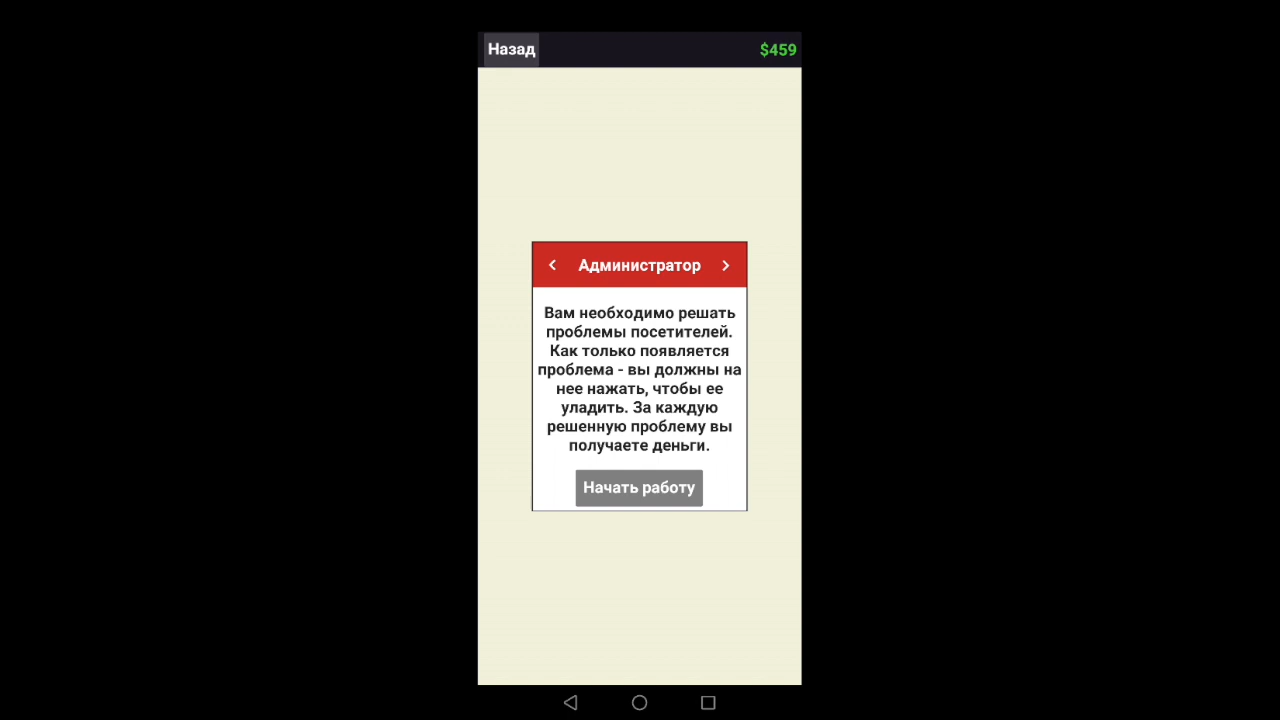 Назад
$459
Администратор
Вам необходимо решать
проблемы посетителей.
Как только появляется
проблема - вы должны на
нее нажать, чтобы ее
уладить. За каждую
решенную проблему вы
получаете деньги.
Начать работу